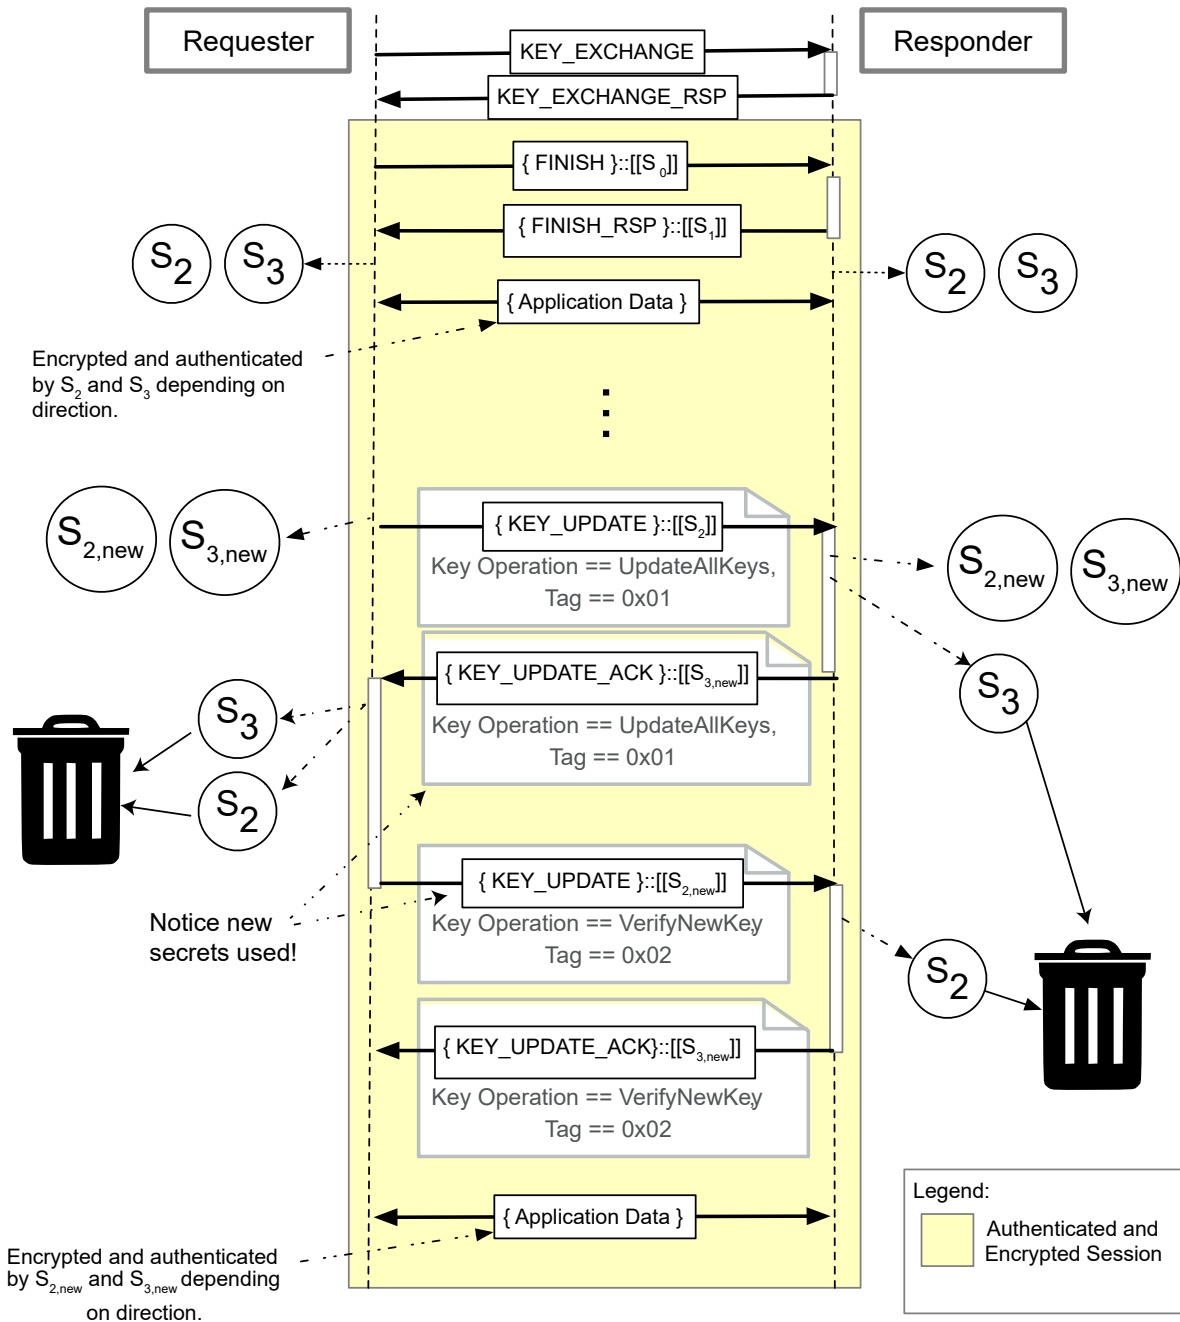 Requester
Responder
KEY_EXCHANGE
KEY_EXCHANGE_RSP
{ FINISH }::[[S0]]
{ FINISH_RSP }::[[S1]]
S2 S3
S2 S3
{ Application Data }
Encrypted and authenticated
by S2 and S3 depending on
direction.
S2,new S3,new
{ KEY_UPDATE }::[[S2]]
Key Operation == UpdateAllKeys,
Tag == 0x01
S2,new S3,new
{ KEY_UPDATE_ACK }::[[S3,new]]
Key Operation == UpdateAllKeys,
Tag == 0x01
S3
S3
S2
{ KEY_UPDATE }::[[S2,new]]
Key Operation == VerifyNewKey,
Tag == 0x02
Notice new
secrets used!
S2
{ KEY_UPDATE_ACK}::[[S3,new]]
Key Operation == VerifyNewKey,
Tag == 0x02
{ Application Data }
Encrypted and authenticated
by S2,new and S3,new depending
on direction.
Legend:
Authenticated and
Encrypted Session